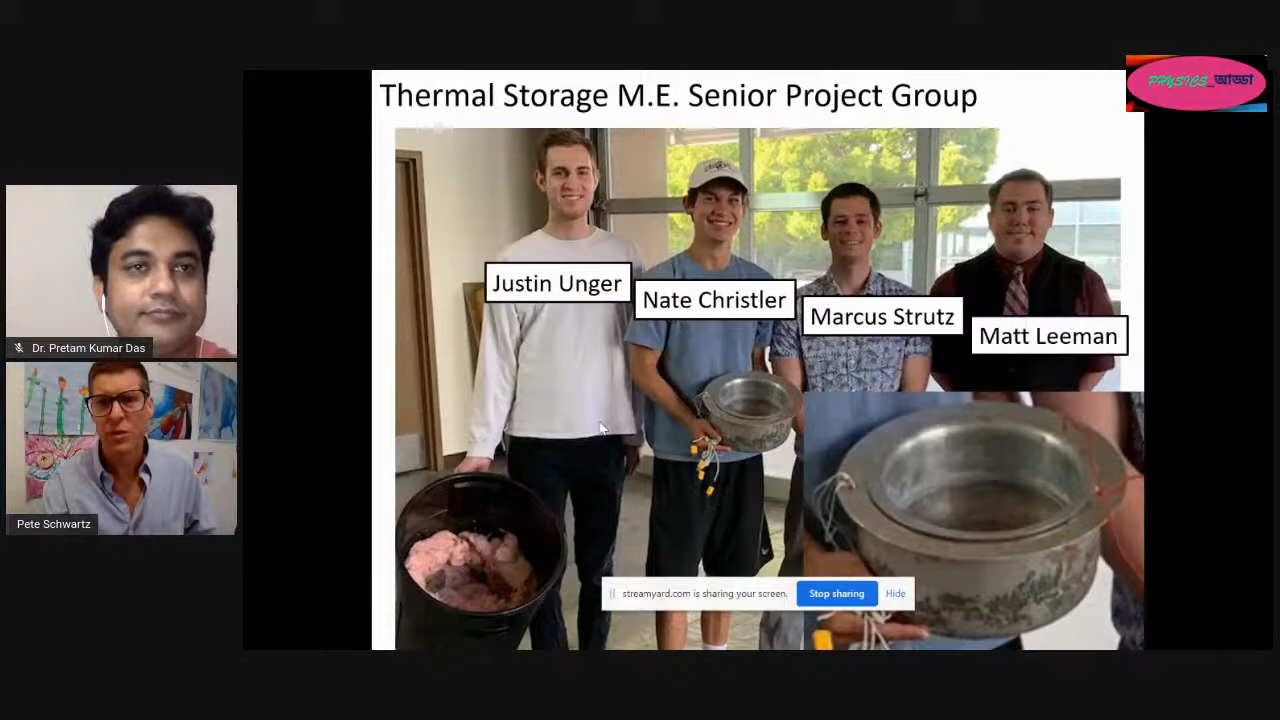 Thermal Storage M.E. Senior Project Group
PHYSICS_আড্ডা
Justin Unger
Nate Christler
Marcus Strutz
Matt Leeman
Dr. Pretam Kumar Das
Pete Schwartz
streamyard.com is sharing your screen.
Stop sharing
Hide